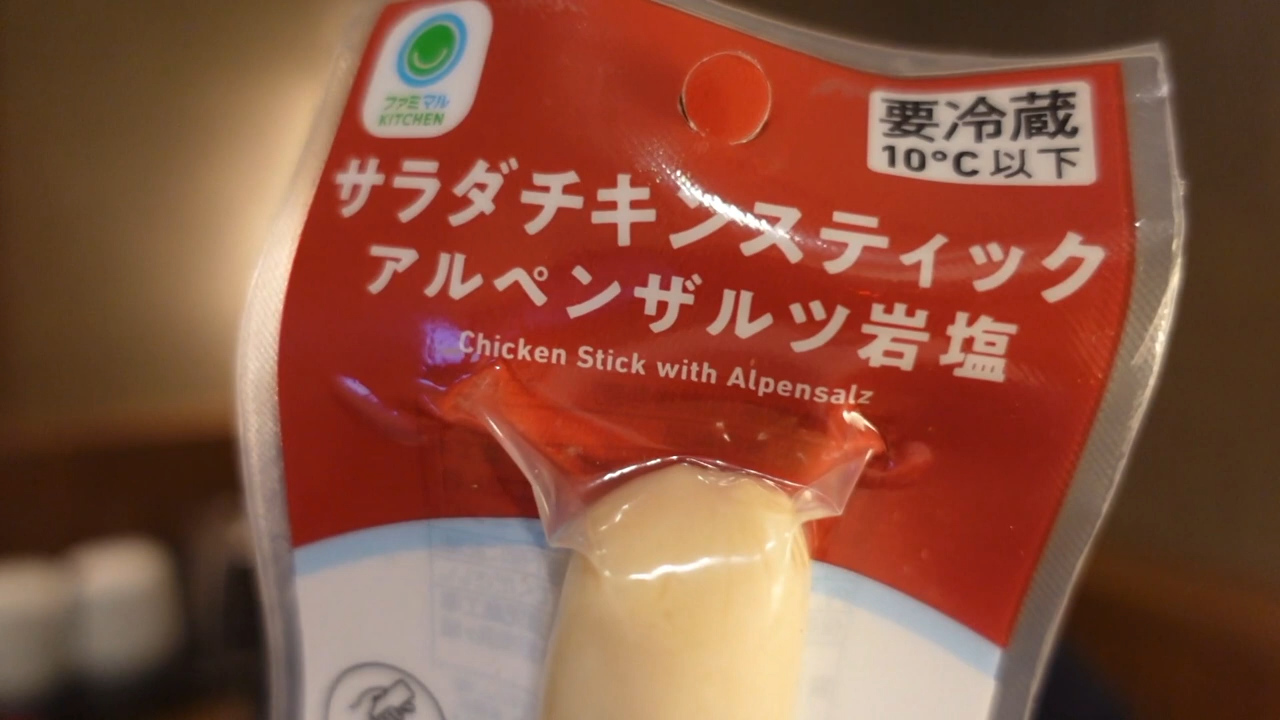 ファミマル
KITCHEN
要冷蔵
10°C以下
サラダチキンスティック
アルペンザルツ岩塩
Chicken Stick with Alpensalz